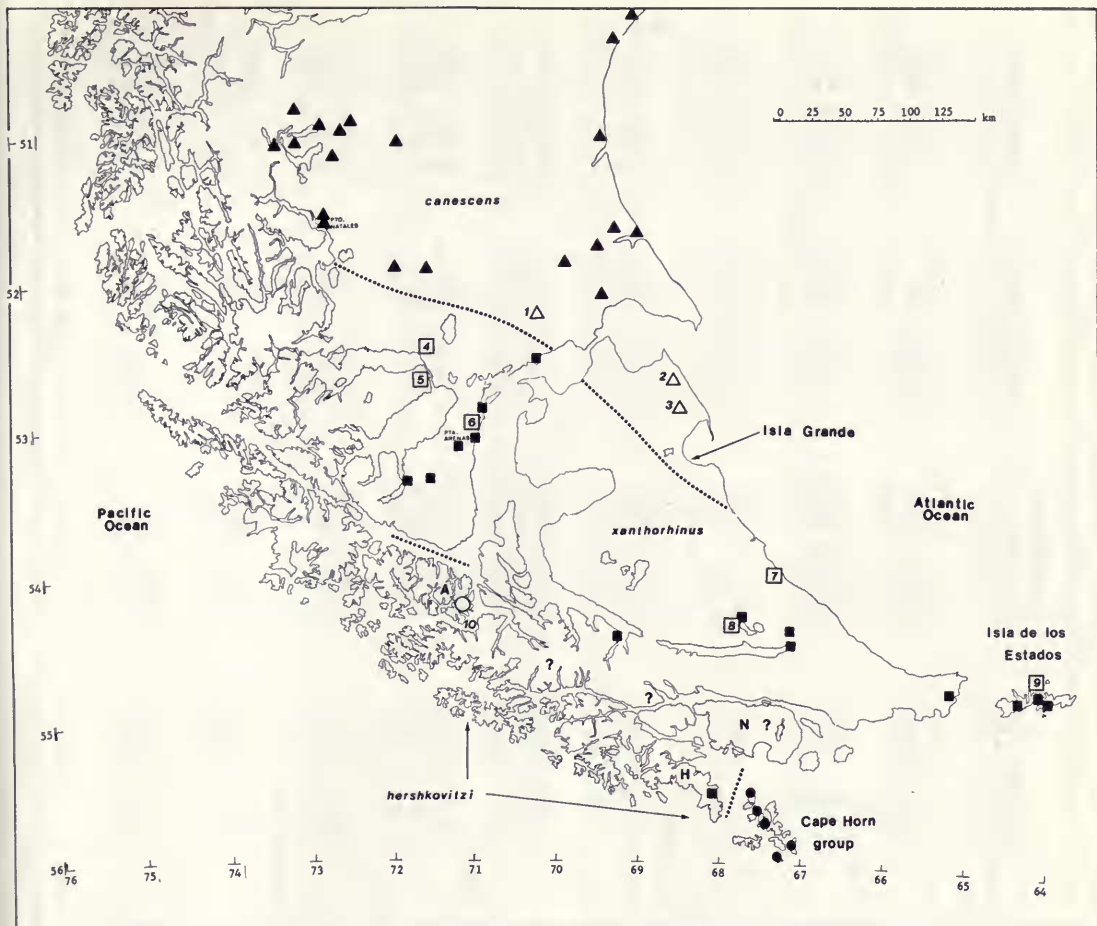 0 25 50 75 100 125
km
51
canescens
PTO.
NATALES
52
1
4
2
5
3
6
PTA.
ARENAS
53
Isla Grande
Pacific
Ocean
Atlantic
Ocean
xanthorhinus
7
54
A
10
8
Isla de los
Estados
9
?
?
N ?
55
H
hershkovitzi
Cape Horn
group
56
76 75 74 73 72 71 70 69 68 67 66 65 64